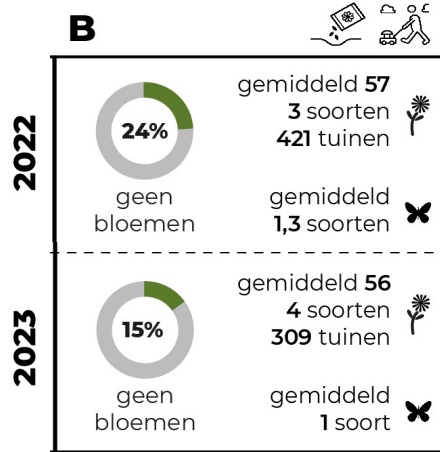 B
2022
24%
geen
bloemen
gemiddeld 57
3 soorten
421 tuinen
gemiddeld
1,3 soorten
2023
15%
geen
bloemen
gemiddeld 56
4 soorten
309 tuinen
gemiddeld
1 soort